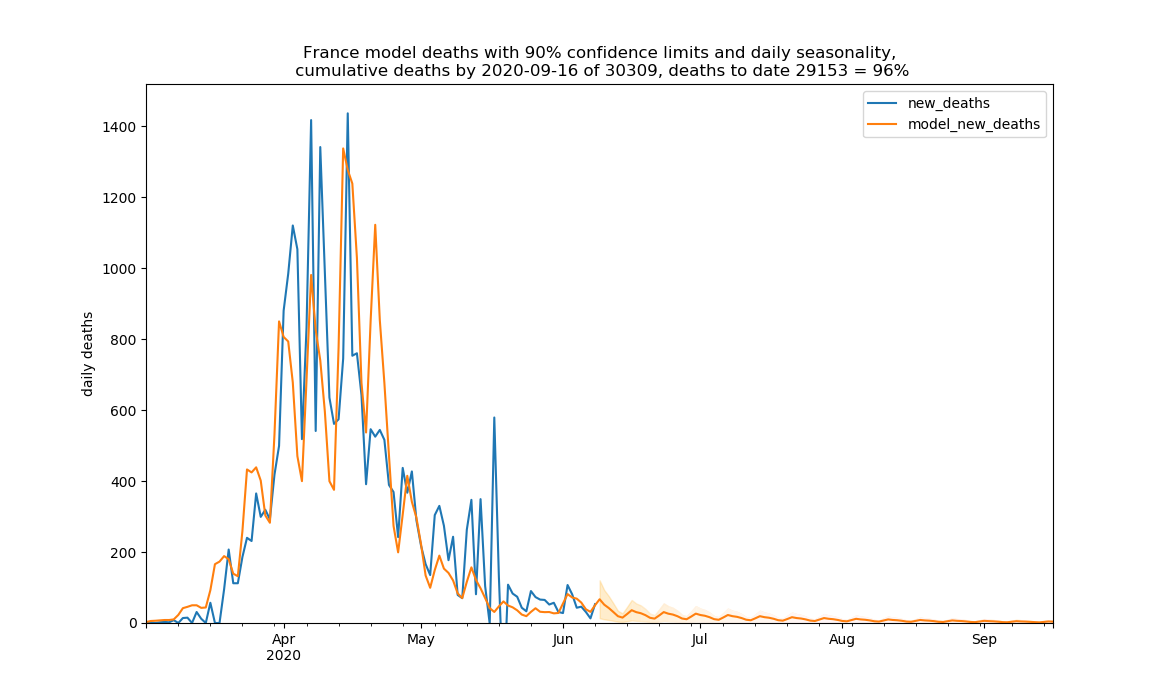 France model deaths with 90% confidence limits and daily seasonality,
cumulative deaths by 2020-09-16 of 30309, deaths to date 29153 = 96%
new_deaths
model_new_deaths
daily deaths
1400
1200
1000
800
600
400
200
0
Apr
2020
May
Jun
Jul
Aug
Sep